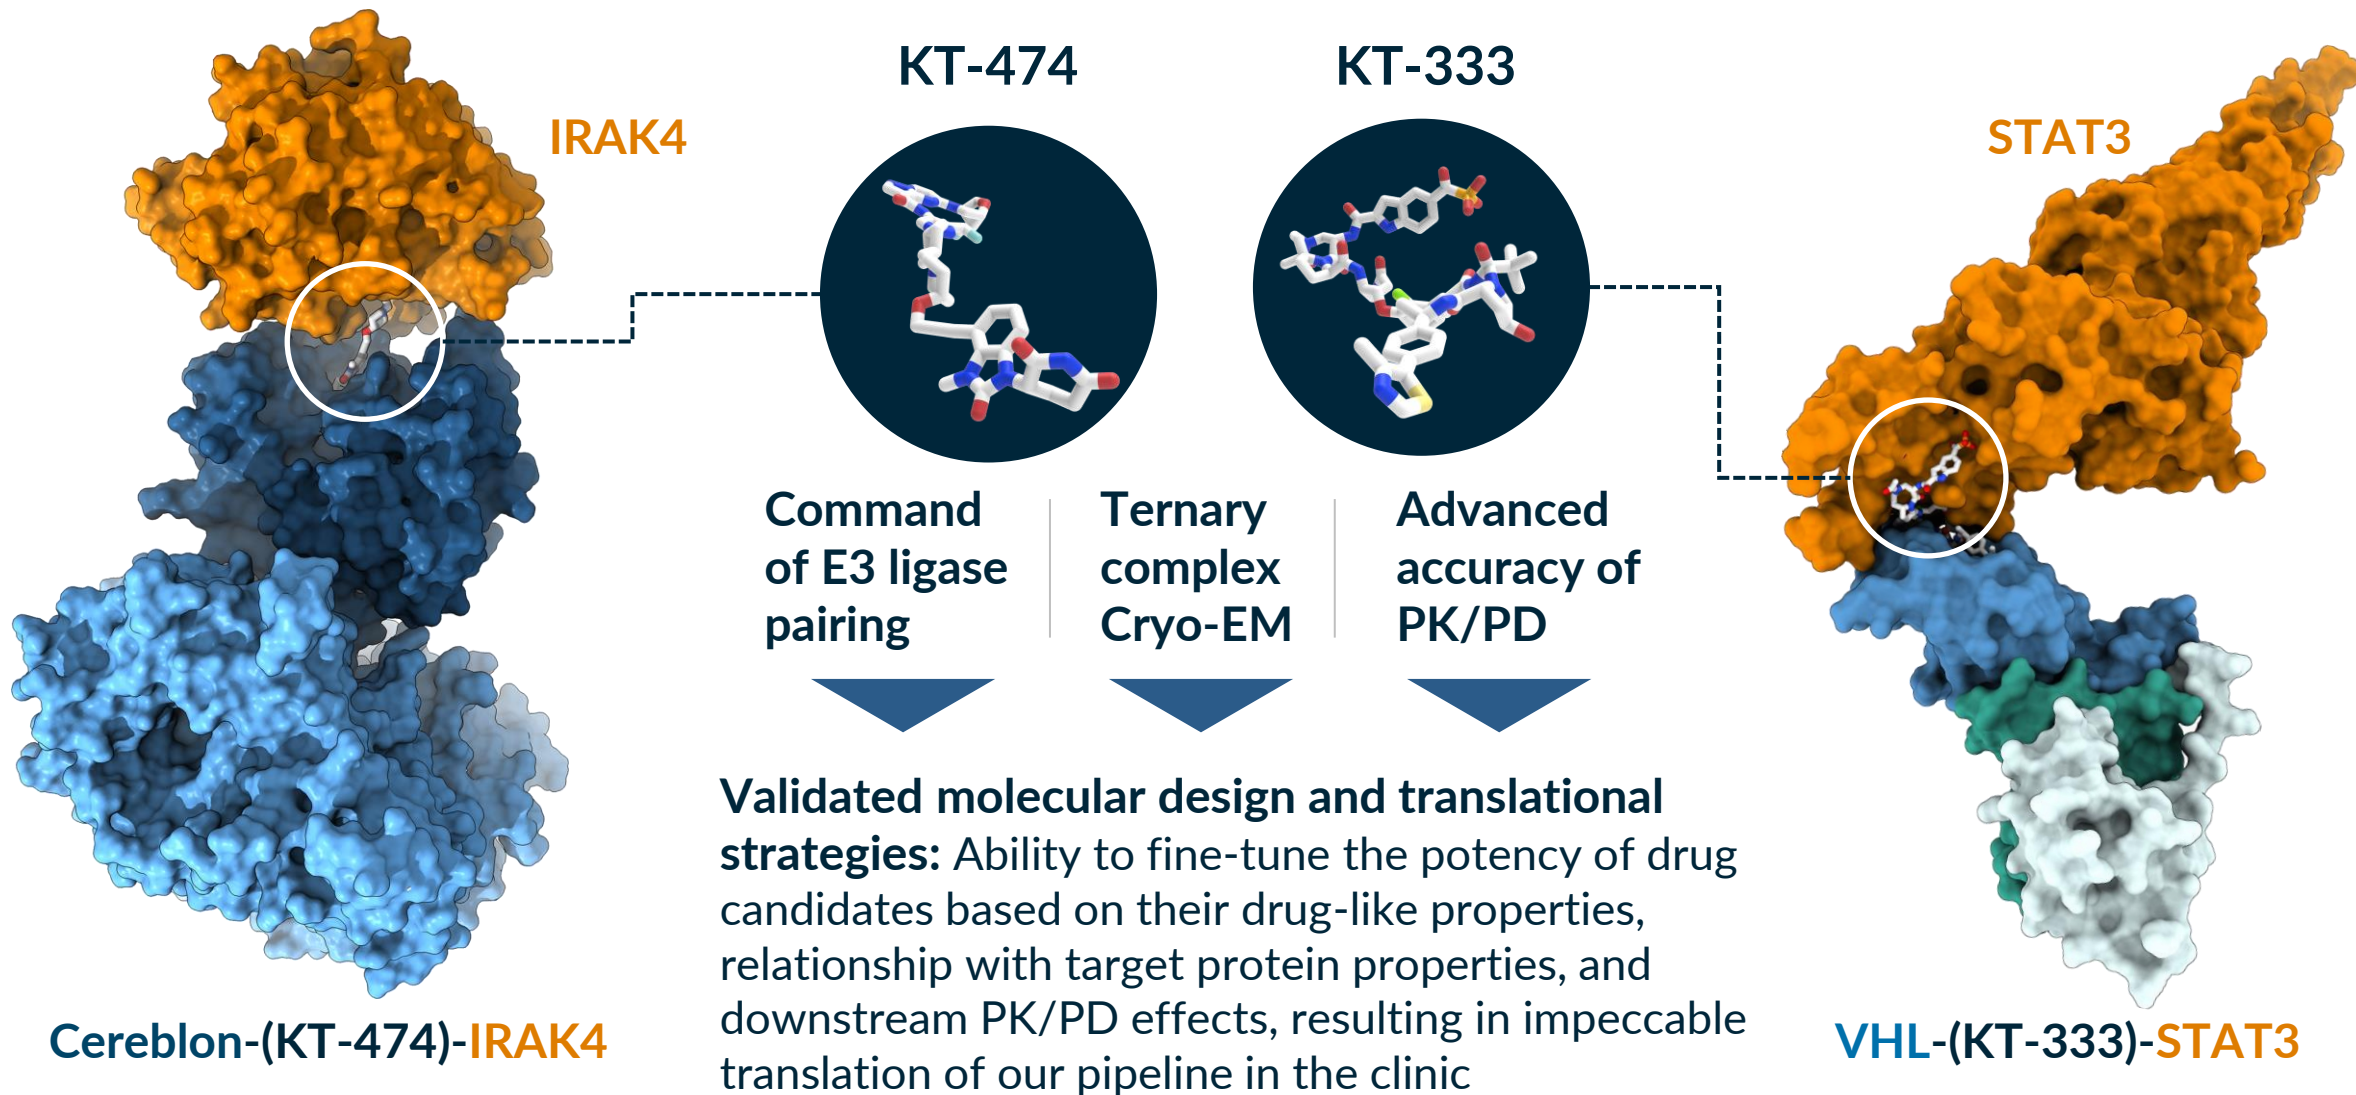 KT-474
KT-333
IRAK4
STAT3
Command
of E3 ligase
pairing
Ternary
complex
Cryo-EM
Advanced
accuracy of
PK/PD
Validated molecular design and translational
strategies: Ability to fine-tune the potency of drug
candidates based on their drug-like properties,
relationship with target protein properties, and
downstream PK/PD effects, resulting in impeccable
translation of our pipeline in the clinic
Cereblon-(KT-474)-IRAK4
VHL-(KT-333)-STAT3